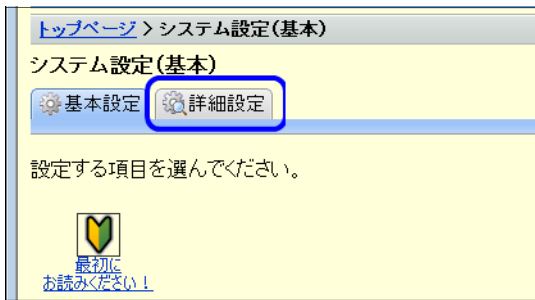 トップページ > システム設定(基本)
システム設定(基本)
基本設定 詳細設定
設定する項目を選んでください。
最初に
お読みください！